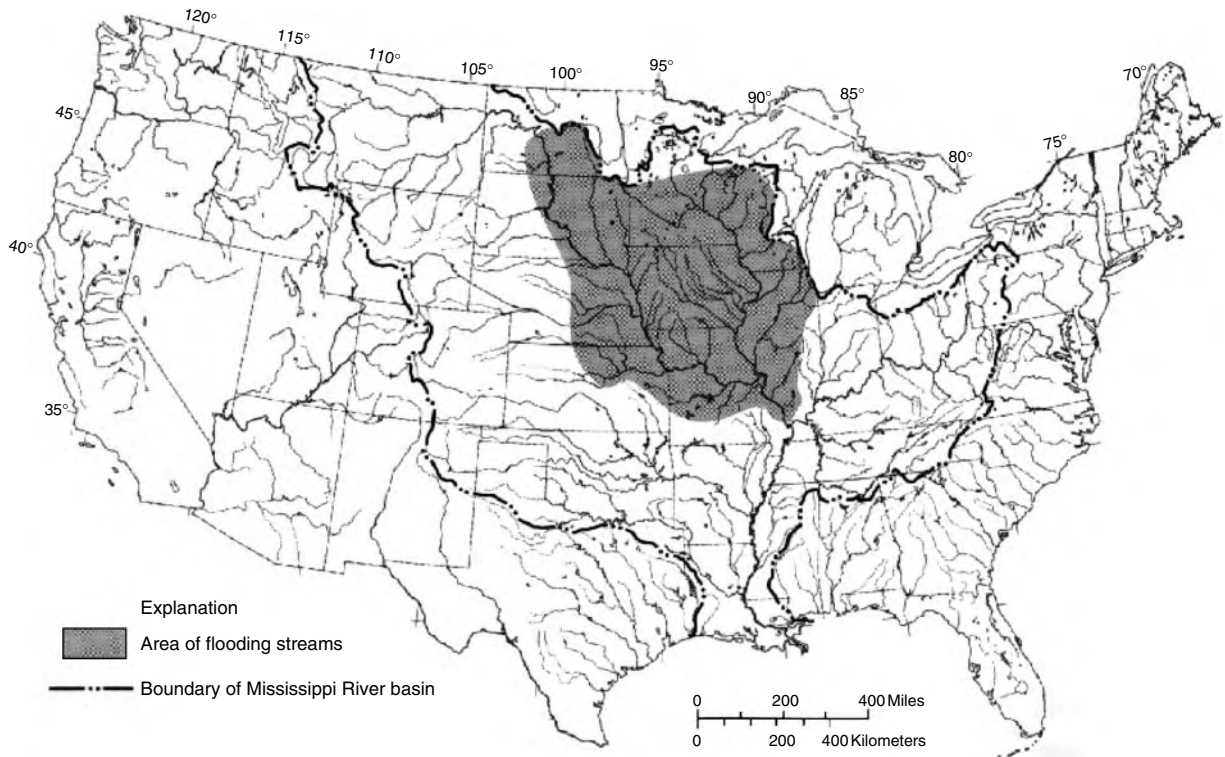 120°
115°
110°
105°
100°
95°
90°
85°
80°
75°
70°
45°
40°
35°
Explanation
Area of flooding streams
Boundary of Mississippi River basin
0 200 400 Miles
0 200 400 Kilometers